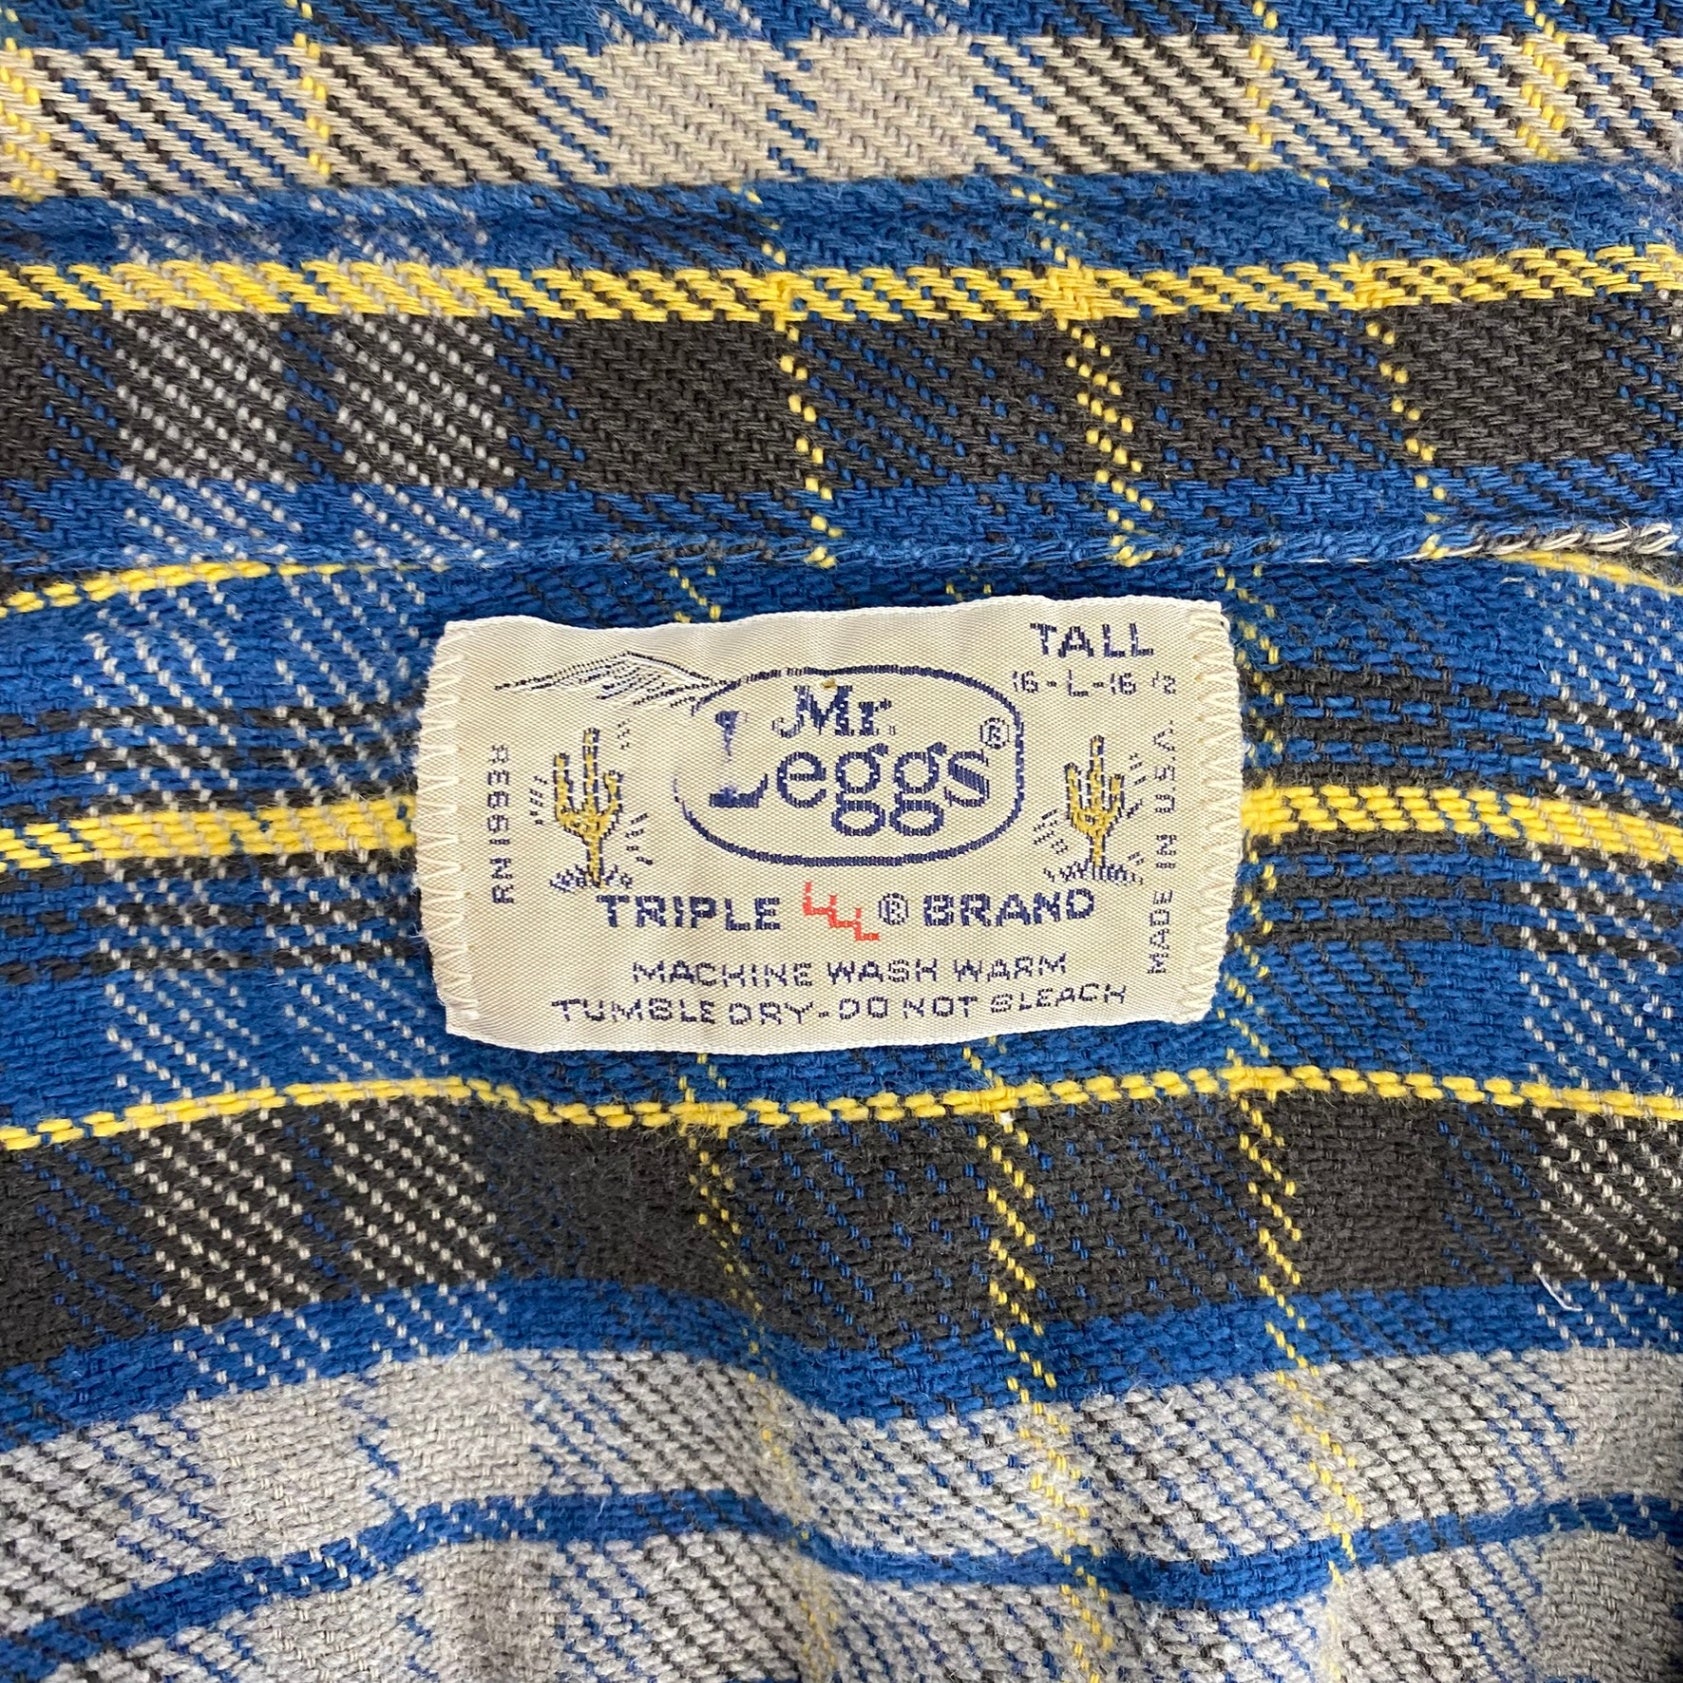 TALL
16-L-16 ½
Mr.
Leggs®
RN 19938
MADE IN U.S.A.
TRIPLE LLL® BRAND
MACHINE WASH WARM
TUMBLE DRY-DO NOT BLEACH